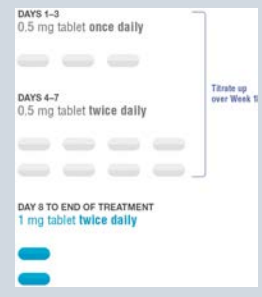 DAYS 1–3
0.5 mg tablet once daily
Titrate up
over Week 1
DAYS 4–7
0.5 mg tablet twice daily
DAY 8 TO END OF TREATMENT
1 mg tablet twice daily